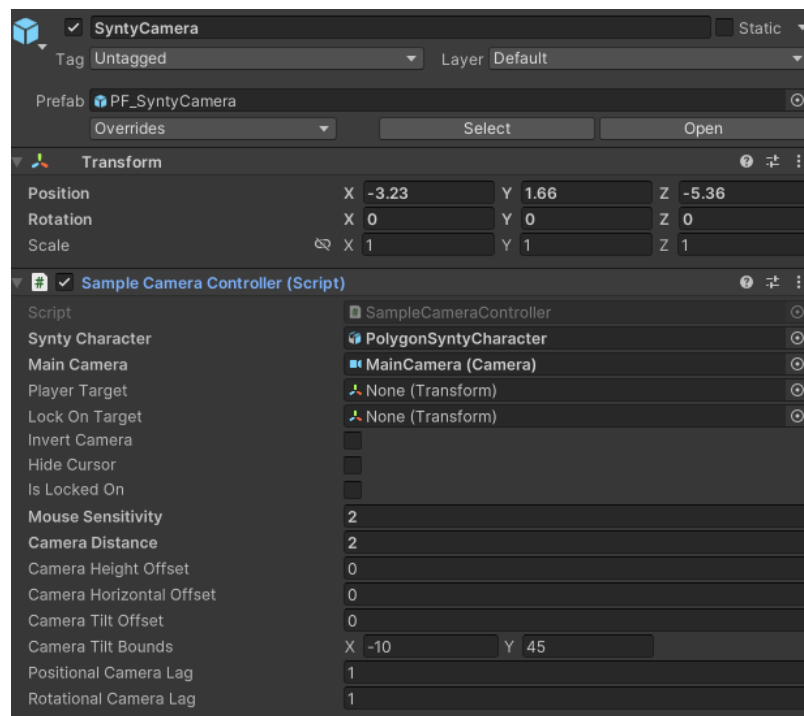 SyntyCamera Static
Tag Untagged Layer Default
Prefab PF_SyntyCamera
Overrides Select Open
Transform
Position X -3.23 Y 1.66 Z -5.36
Rotation X 0 Y 0 Z 0
Scale X 1 Y 1 Z 1
# Sample Camera Controller (Script)
Script # SampleCameraController
Synty Character PolygonSyntyCharacter
Main Camera MainCamera (Camera)
Player Target None (Transform)
Lock On Target None (Transform)
Invert Camera
Hide Cursor
Is Locked On
Mouse Sensitivity 2
Camera Distance 2
Camera Height Offset 0
Camera Horizontal Offset 0
Camera Tilt Offset 0
Camera Tilt Bounds X -10 Y 45
Positional Camera Lag 1
Rotational Camera Lag 1